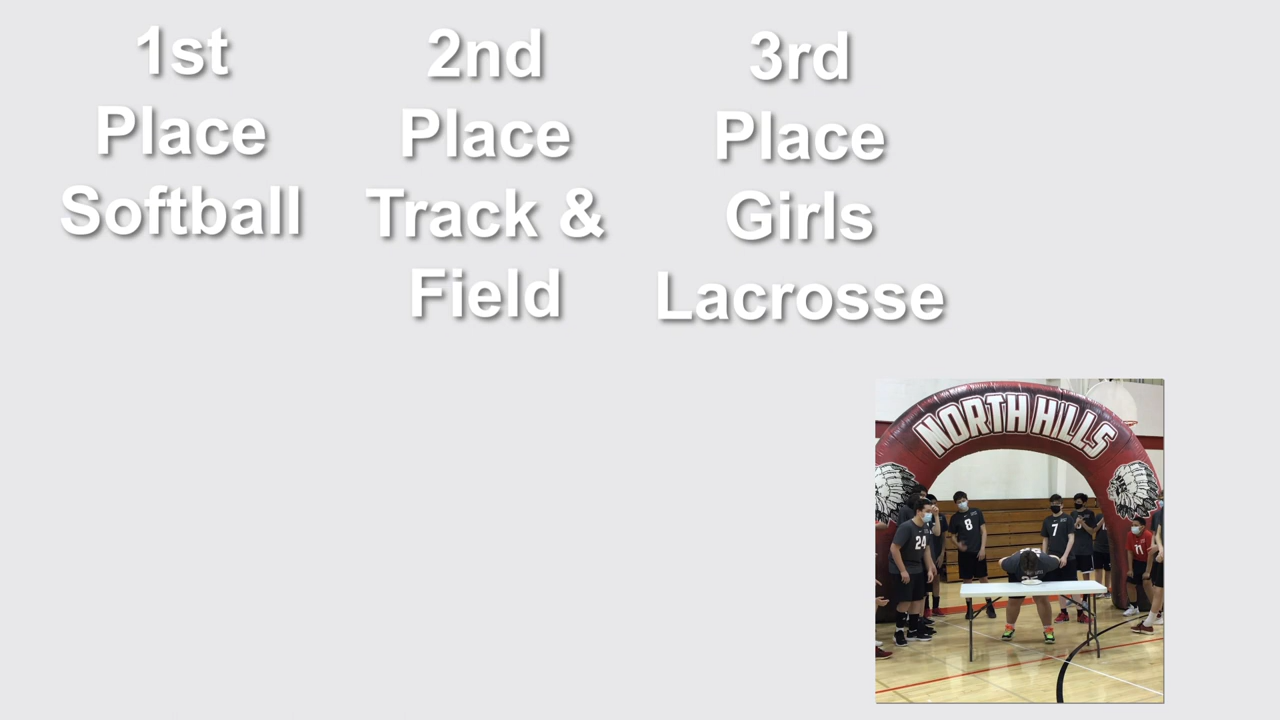 1st
Place
Softball
2nd
Place
Track &
Field
3rd
Place
Girls
Lacrosse
NORTH HILLS
24
8
7
11